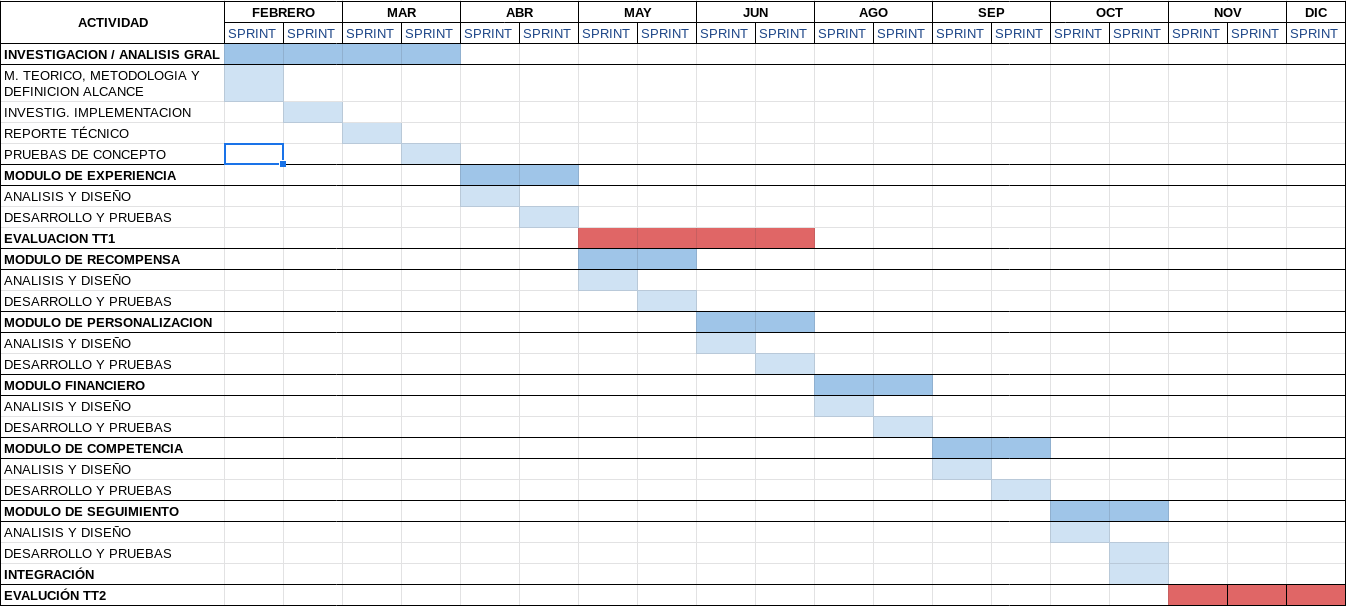 ACTIVIDAD
FEBRERO MAR ABR MAY JUN AGO SEP OCT NOV DIC
SPRINT SPRINT SPRINT SPRINT SPRINT SPRINT SPRINT SPRINT SPRINT SPRINT SPRINT SPRINT SPRINT SPRINT SPRINT SPRINT SPRINT SPRINT SPRINT
INVESTIGACION / ANALISIS GRAL
M. TEORICO, METODOLOGIA Y
DEFINICION ALCANCE
INVESTIG. IMPLEMENTACION
REPORTE TÉCNICO
PRUEBAS DE CONCEPTO
MODULO DE EXPERIENCIA
ANALISIS Y DISEÑO
DESARROLLO Y PRUEBAS
EVALUACION TT1
MODULO DE RECOMPENSA
ANALISIS Y DISEÑO
DESARROLLO Y PRUEBAS
MODULO DE PERSONALIZACION
ANALISIS Y DISEÑO
DESARROLLO Y PRUEBAS
MODULO FINANCIERO
ANALISIS Y DISEÑO
DESARROLLO Y PRUEBAS
MODULO DE COMPETENCIA
ANALISIS Y DISEÑO
DESARROLLO Y PRUEBAS
MODULO DE SEGUIMIENTO
ANALISIS Y DISEÑO
DESARROLLO Y PRUEBAS
INTEGRACIÓN
EVALUCIÓN TT2